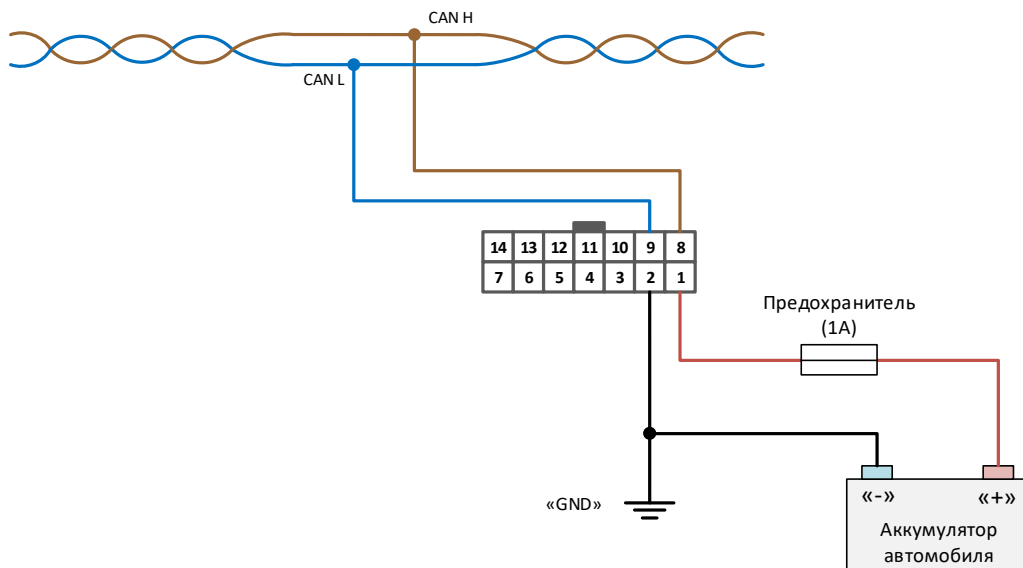 CAN H
CAN L
14 13 12 11 10 9 8
7 6 5 4 3 2 1
Предохранитель
(1А)
«GND»
«-» «+»
Аккумулятор
автомобиля